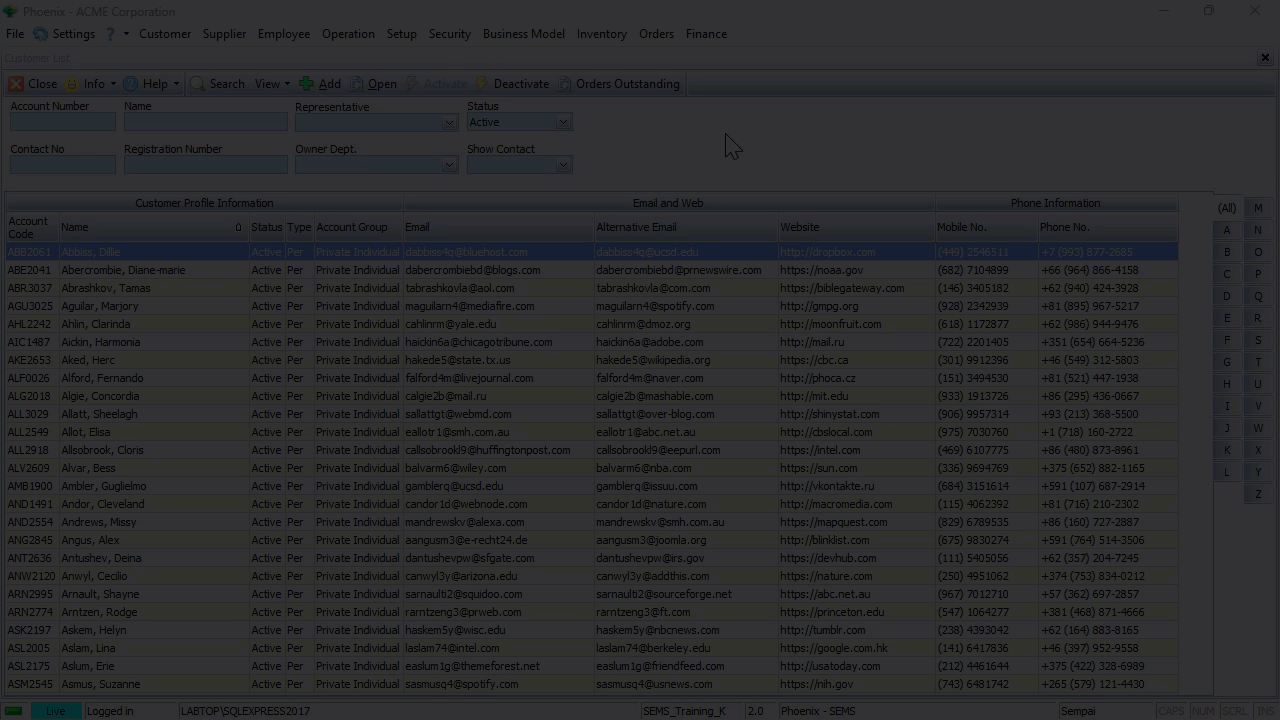 Phoenix - ACME Corporation
File Settings ? Customer Supplier Employee Operation Setup Security Business Model Inventory Orders Finance
Customer List
Close Info Help Search View Add Open Activate Deactivate Orders Outstanding
Account Number Name Representative Status
Active
Contact No Registration Number Owner Dept. Show Contact
Customer Profile Information Email and Web Phone Information
Account Code Name Status Type Account Group Email Alternative Email Website Mobile No. Phone No.
ABB2061 Abbiss, Dillie Active Per Private Individual dabbiss4q@bluehost.com dabbiss4q@ucsd.edu http://dropbox.com (449) 2546511 +7 (993) 877-2685
ABE2041 Abercrombie, Diane-marie Active Per Private Individual dabercrombiebd@blogs.com dabercrombiebd@prnewswire.com https://noaa.gov (682) 7104899 +66 (964) 866-4158
ABR3037 Abrashkov, Tamas Active Per Private Individual tabrashkovla@aol.com tabrashkovla@com.com https://biblegateway.com (146) 3405182 +62 (940) 424-3928
AGU3025 Aguilar, Marjory Active Per Private Individual maguilarn4@mediafire.com maguilarn4@spotify.com http://gmpg.org (928) 2342939 +81 (895) 967-5217
AHL2242 Ahlin, Clarinda Active Per Private Individual cahlinrm@yale.edu cahlinrm@dmoz.org http://moonfruit.com (618) 1172877 +62 (986) 944-9476
AIC1487 Aickin, Harmonia Active Per Private Individual haickin6a@chicagotribune.com haickin6a@adobe.com http://mail.ru (722) 2201405 +351 (654) 664-5236
AKE2653 Aked, Herc Active Per Private Individual hakede5@state.tx.us hakede5@wikipedia.org https://cbc.ca (301) 9912396 +46 (549) 312-5803
ALF0026 Alford, Fernando Active Per Private Individual falford4m@livejournal.com falford4m@naver.com http://phoca.cz (151) 3494530 +81 (521) 447-1938
ALG2018 Algie, Concordia Active Per Private Individual calgie2b@mail.ru calgie2b@mashable.com http://mit.edu (933) 1913726 +86 (295) 436-0667
ALL3029 Allatt, Sheelagh Active Per Private Individual sallattgt@webmd.com sallattgt@over-blog.com http://shinystat.com (906) 9957314 +93 (213) 368-5500
ALL2549 Allot, Elisa Active Per Private Individual eallotr1@smh.com.au eallotr1@abc.net.au http://cbslocal.com (975) 7030760 +1 (718) 160-2722
ALL2918 Allsobrook, Cloris Active Per Private Individual callsobrookl9@huffingtonpost.com callsobrookl9@eepurl.com https://intel.com (469) 6107775 +86 (480) 873-8961
ALV2609 Alvar, Bess Active Per Private Individual balvarm6@wiley.com balvarm6@nba.com http://sun.com (336) 9694769 +375 (652) 882-1165
AMB1900 Ambler, Guglielmo Active Per Private Individual gamblerq@ucsd.edu gamblerq@issuu.com http://vkontakte.ru (684) 3151614 +591 (107) 687-2914
AND1491 Andor, Cleveland Active Per Private Individual candor1d@webnode.com candor1d@nature.com http://macromedia.com (115) 4062392 +81 (716) 210-2302
AND2554 Andrews, Missy Active Per Private Individual mandrewskv@alexa.com mandrewskv@smh.com.au https://mapquest.com (829) 6789535 +86 (160) 727-2887
ANG2845 Angus, Alex Active Per Private Individual aangusm3@e-recht24.de aangusm3@joomla.org http://blinklist.com (675) 9830274 +591 (764) 514-3506
ANT2636 Antushev, Deina Active Per Private Individual dantushevpw@sfgate.com dantushevpw@irs.gov https://devhub.com (111) 5405056 +62 (357) 204-7245
ANW2120 Anwyl, Cecilio Active Per Private Individual canwyl3y@arizona.edu canwyl3y@addthis.com https://nature.com (250) 4951062 +374 (753) 834-0212
ARN2995 Arnault, Shayne Active Per Private Individual sarnaulti2@squidoo.com sarnaulti2@sourceforge.net https://abc.net.au (967) 7012710 +57 (362) 697-2857
ARN2774 Arntzen, Rodge Active Per Private Individual rarntzeng3@prweb.com rarntzeng3@ft.com https://princeton.edu (547) 1064277 +381 (468) 871-4666
ASK2197 Askem, Helyn Active Per Private Individual haskem5y@wisc.edu haskem5y@nbcnews.com http://tumblr.com (238) 4393042 +62 (164) 883-8165
ASL2005 Aslam, Lina Active Per Private Individual laslam74@intel.com laslam74@berkeley.edu https://google.com.hk (141) 6417836 +46 (397) 952-9558
ASL2175 Aslum, Erie Active Per Private Individual easlum1g@themeforest.net easlum1g@friendfeed.com http://usatoday.com (212) 4461644 +375 (422) 328-6989
ASM2545 Asmus, Suzanne Active Per Private Individual sasmusq4@spotify.com sasmusq4@usnews.com http://nih.gov (743) 6481742 +265 (579) 121-4430
(All) M
A N
B O
C P
D Q
E R
F S
G T
H U
I V
J W
K X
L Y
Z
Live Logged in LABTOP\SQLEXPRESS2017 SEMS_Training_K 2.0 Phoenix - SEMS Sempai CAPS NUM SCRL INS